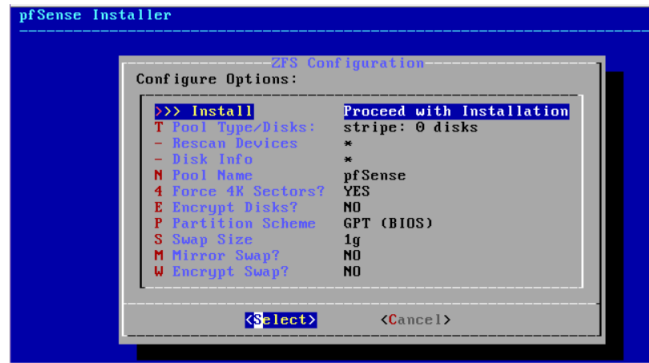 pfSense Installer
ZFS Configuration
Configure Options:
>>> Install Proceed with Installation
T Pool Type/Disks: stripe: 0 disks
- Rescan Devices *
- Disk Info *
N Pool Name pfSense
4 Force 4K Sectors? YES
E Encrypt Disks? NO
P Partition Scheme GPT (BIOS)
S Swap Size 1g
M Mirror Swap? NO
W Encrypt Swap? NO
<Select> <Cancel>